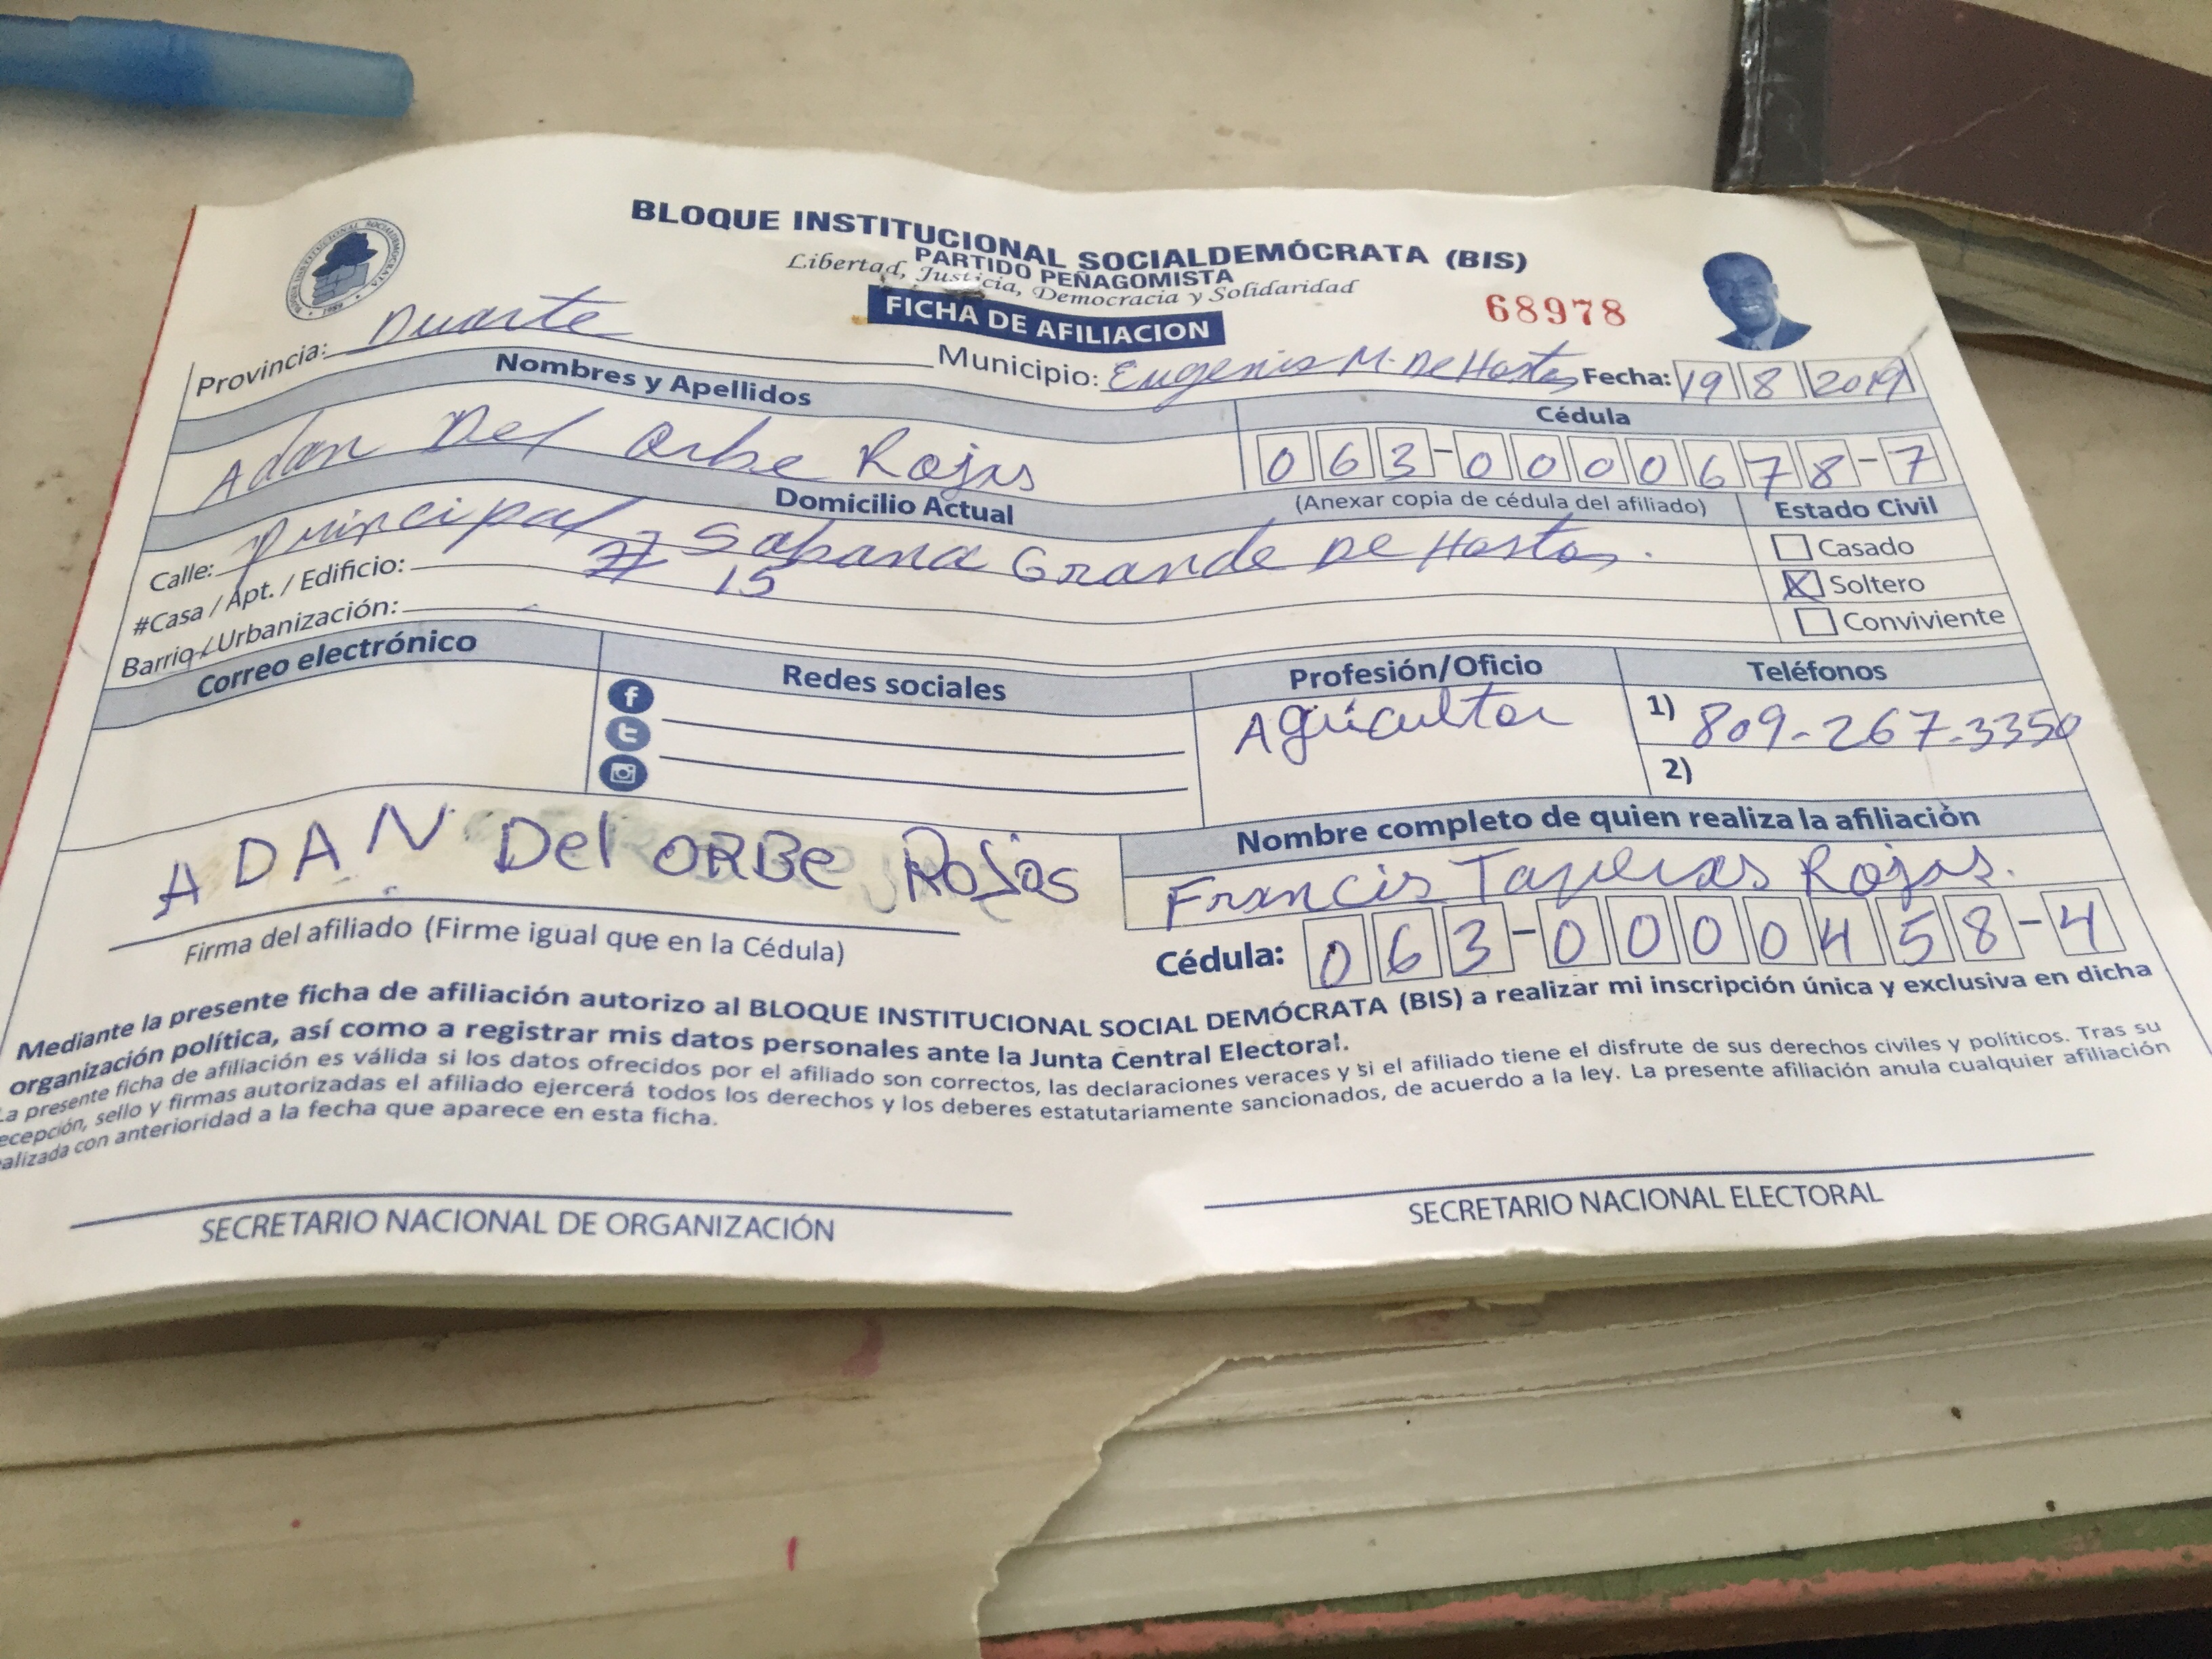 BLOQUE INSTITUCIONAL SOCIALDEMÓCRATA (BIS)
PARTIDO PEÑAGOMISTA
Libertad, Justicia, Democracia y Solidaridad
FICHA DE AFILIACION
68978
Provincia: Duarte Municipio: Eugenio M. De Hostos Fecha: 19 8 2019
Nombres y Apellidos Cédula
Adan Del Orbe Rojas 063-0000678-7
Domicilio Actual (Anexar copia de cédula del afiliado) Estado Civil
Calle: principal, Sabana Grande De Hostos.
Casado
#Casa / Apt. / Edificio: # 15
X Soltero
Barrio / Urbanización:
Conviviente
Correo electrónico Redes sociales Profesión/Oficio Teléfonos
Agricultor 1) 809-267-3350
2)
ADAN Del ORBe Rojas
Nombre completo de quien realiza la afiliación
Francis Taveras Rojas.
Firma del afiliado (Firme igual que en la Cédula)
Cédula: 063-0000458-4
Mediante la presente ficha de afiliación autorizo al BLOQUE INSTITUCIONAL SOCIAL DEMÓCRATA (BIS) a realizar mi inscripción única y exclusiva en dicha
organización política, así como a registrar mis datos personales ante la Junta Central Electoral.
La presente ficha de afiliación es válida si los datos ofrecidos por el afiliado son correctos, las declaraciones veraces y si el afiliado tiene el disfrute de sus derechos civiles y políticos. Tras su
ecepción, sello y firmas autorizadas el afiliado ejercerá todos los derechos y los deberes estatutariamente sancionados, de acuerdo a la ley. La presente afiliación anula cualquier afiliación
alizada con anterioridad a la fecha que aparece en esta ficha.
SECRETARIO NACIONAL DE ORGANIZACIÓN
SECRETARIO NACIONAL ELECTORAL